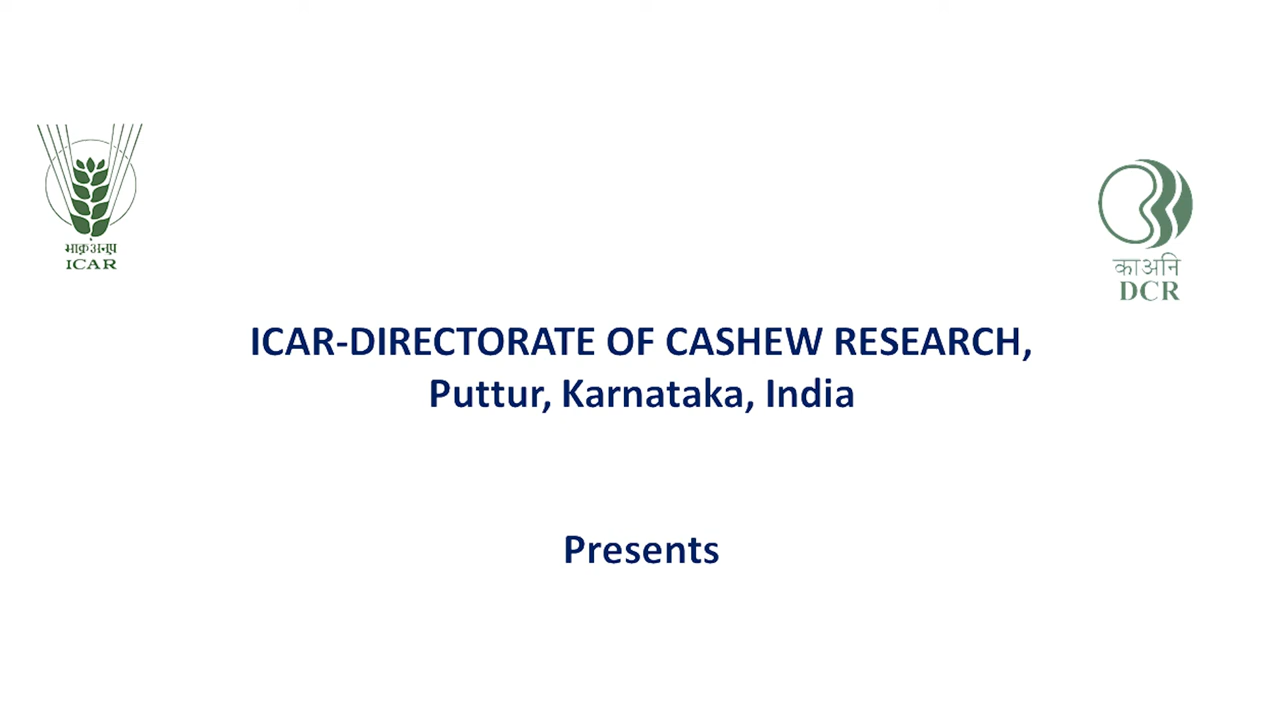 भाकृअनुप
ICAR
काअनि
DCR
ICAR-DIRECTORATE OF CASHEW RESEARCH,
Puttur, Karnataka, India
Presents